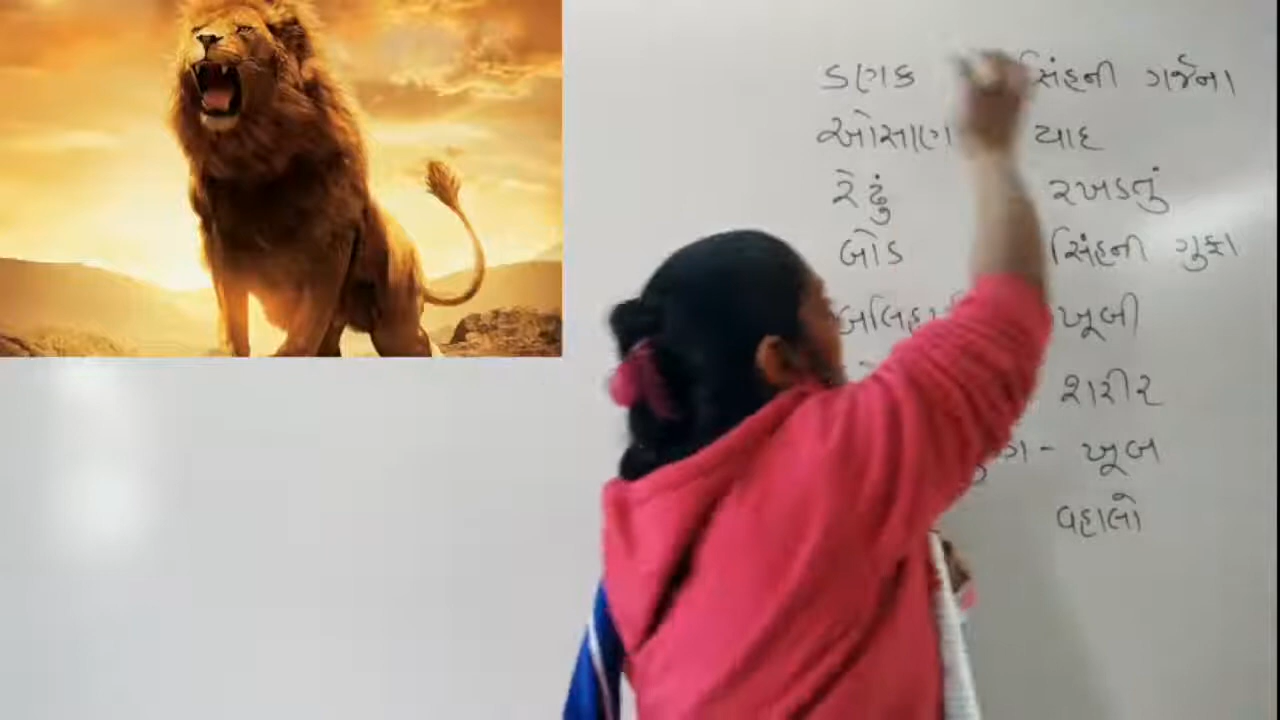 ડણક સિંહની ગર્જના
ઓસાણ યાદ
રેઢું રખડતું
બોડ સિંહની ગુફા
ખૂબી
શરીર
- ખૂબ
વહાલો